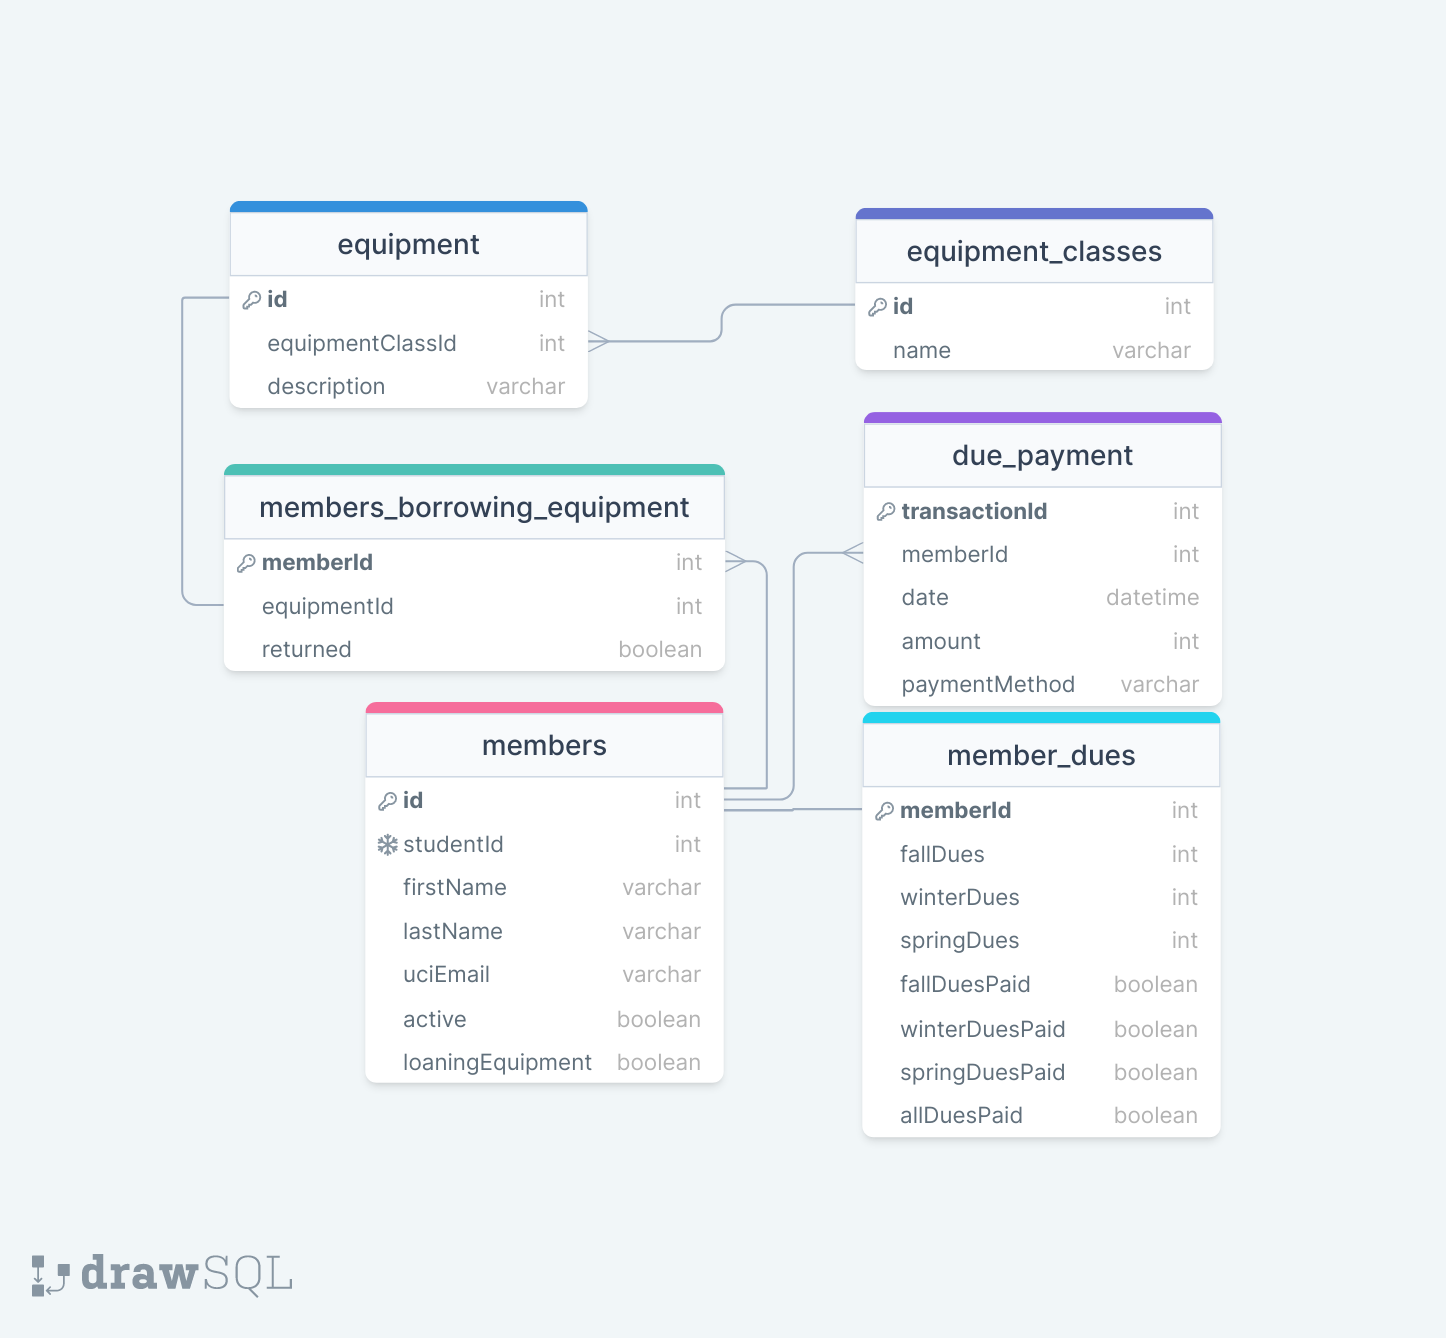 equipment
id int
equipmentClassId int
description varchar
equipment_classes
id int
name varchar
members_borrowing_equipment
memberId int
equipmentId int
returned boolean
due_payment
transactionId int
memberId int
date datetime
amount int
paymentMethod varchar
members
id int
studentId int
firstName varchar
lastName varchar
uciEmail varchar
active boolean
loaningEquipment boolean
member_dues
memberId int
fallDues int
winterDues int
springDues int
fallDuesPaid boolean
winterDuesPaid boolean
springDuesPaid boolean
allDuesPaid boolean
drawSQL